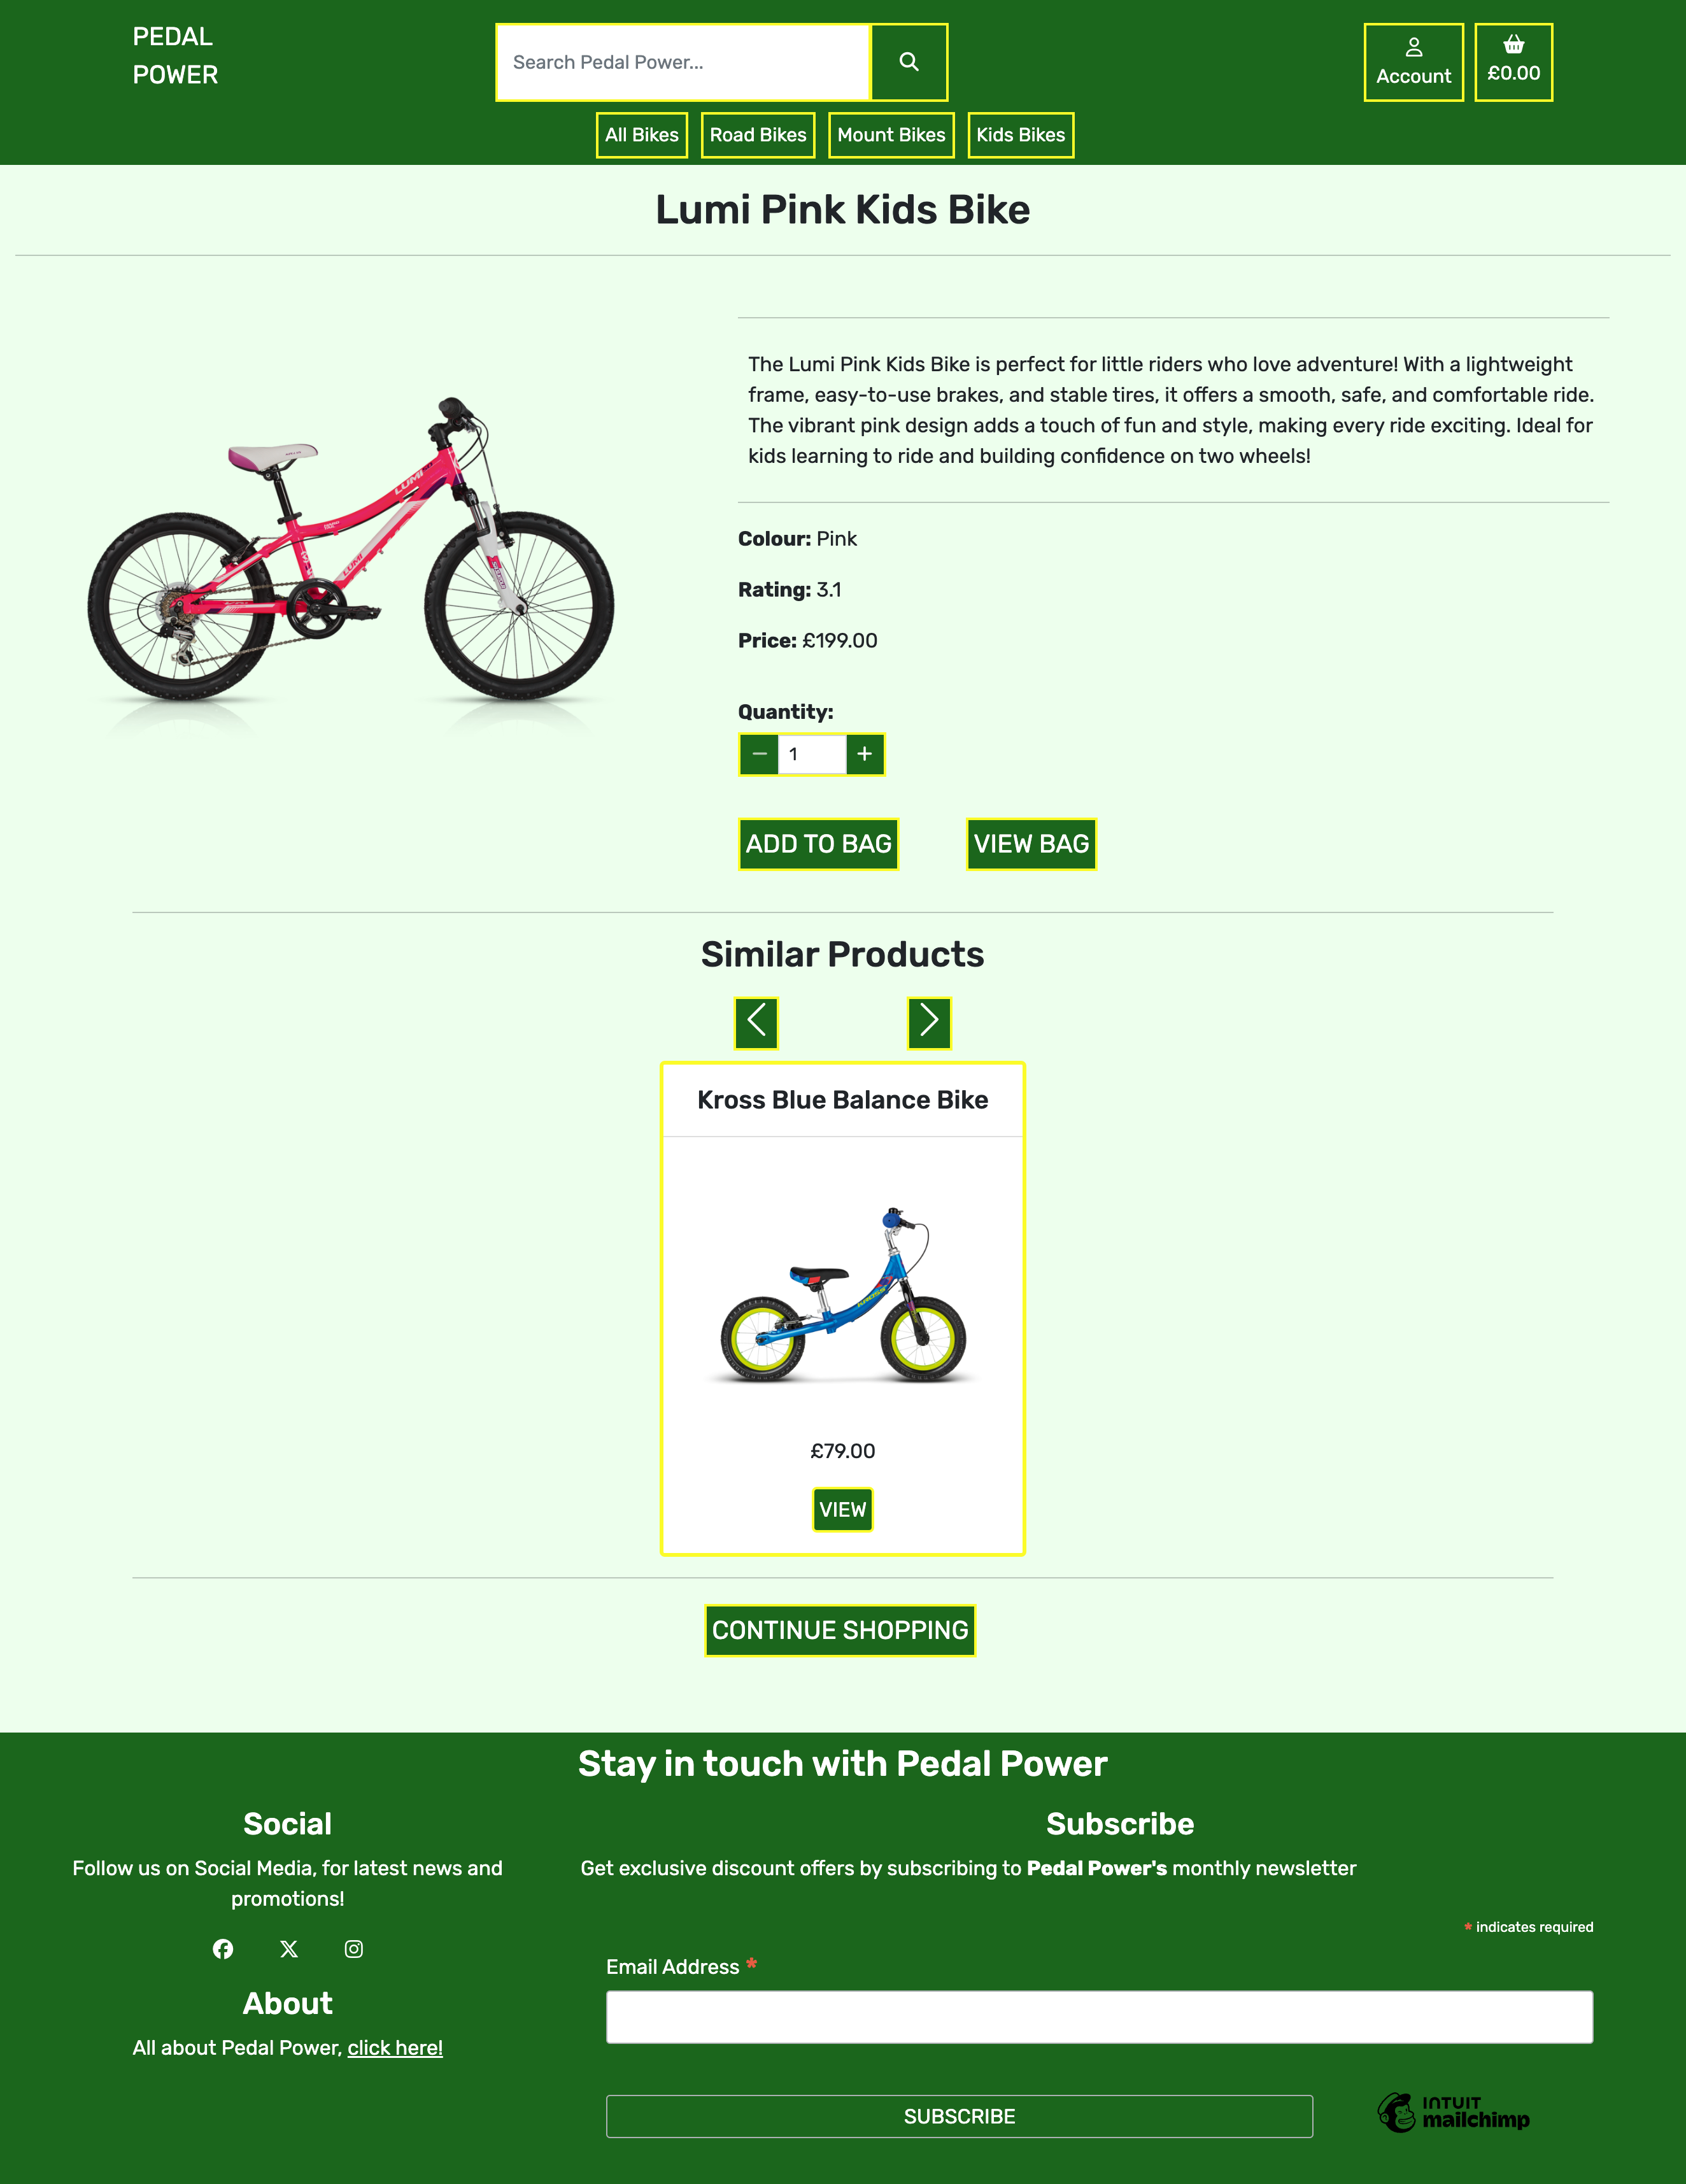 PEDAL
POWER
Search Pedal Power...
Account
£0.00
All Bikes
Road Bikes
Mount Bikes
Kids Bikes
Lumi Pink Kids Bike
The Lumi Pink Kids Bike is perfect for little riders who love adventure! With a lightweight
frame, easy-to-use brakes, and stable tires, it offers a smooth, safe, and comfortable ride.
The vibrant pink design adds a touch of fun and style, making every ride exciting. Ideal for
kids learning to ride and building confidence on two wheels!
LUMI
LUMI
Colour: Pink
Rating: 3.1
Price: £199.00
Quantity:
1
ADD TO BAG
VIEW BAG
Similar Products
Kross Blue Balance Bike
KROSS
£79.00
VIEW
CONTINUE SHOPPING
Stay in touch with Pedal Power
Social
Follow us on Social Media, for latest news and
promotions!
About
All about Pedal Power, click here!
Subscribe
Get exclusive discount offers by subscribing to Pedal Power's monthly newsletter
* indicates required
Email Address *
SUBSCRIBE
INTUIT
mailchimp